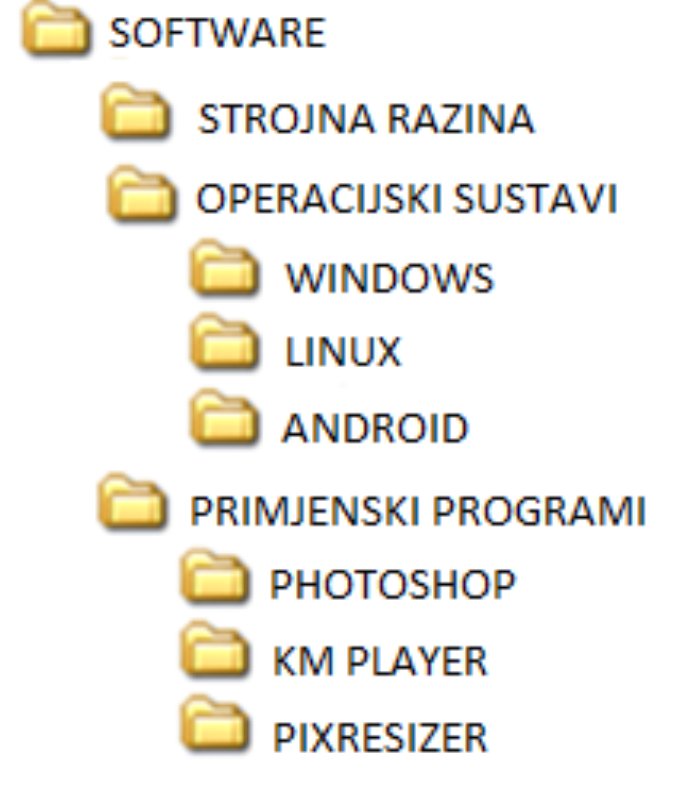 SOFTWARE
STROJNA RAZINA
OPERACIJSKI SUSTAVI
WINDOWS
LINUX
ANDROID
PRIMJENSKI PROGRAMI
PHOTOSHOP
KM PLAYER
PIXRESIZER